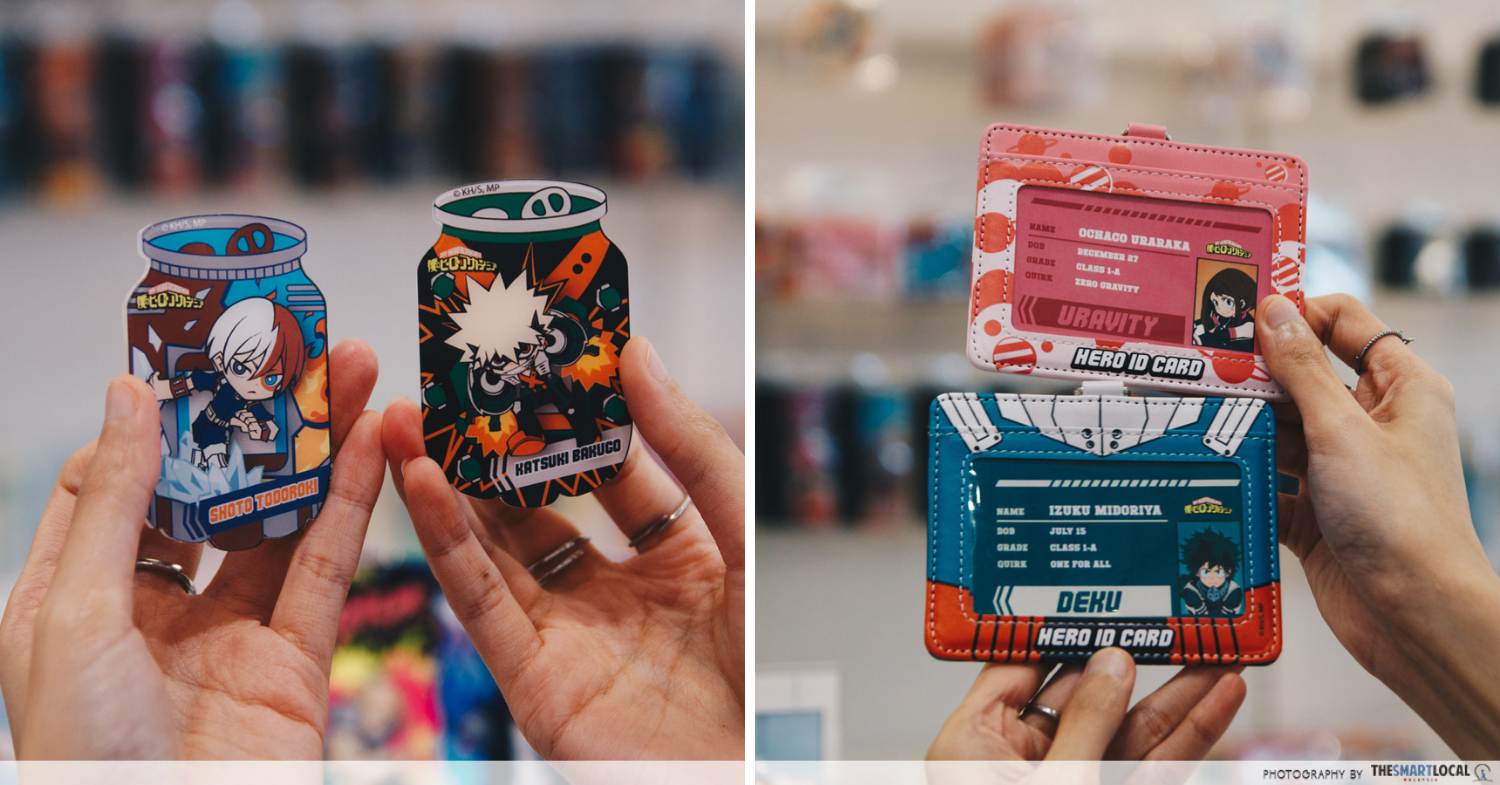 ©KH/S, MP
僕のヒーローアカデミア
SHOTO TODOROKI
©KH/S, MP
僕のヒーローアカデミア
KATSUKI BAKUGO
NAME OCHACO URARAKA
DOB DECEMBER 27
GRADE CLASS 1-A
QUIRK ZERO GRAVITY
僕のヒーローアカデミア
URAVITY
HERO ID CARD
NAME IZUKU MIDORIYA
DOB JULY 15
GRADE CLASS 1-A
QUIRK ONE FOR ALL
僕のヒーローアカデミア
DEKU
HERO ID CARD
PHOTOGRAPHY BY THESMARTLOCAL
MALAYSIA